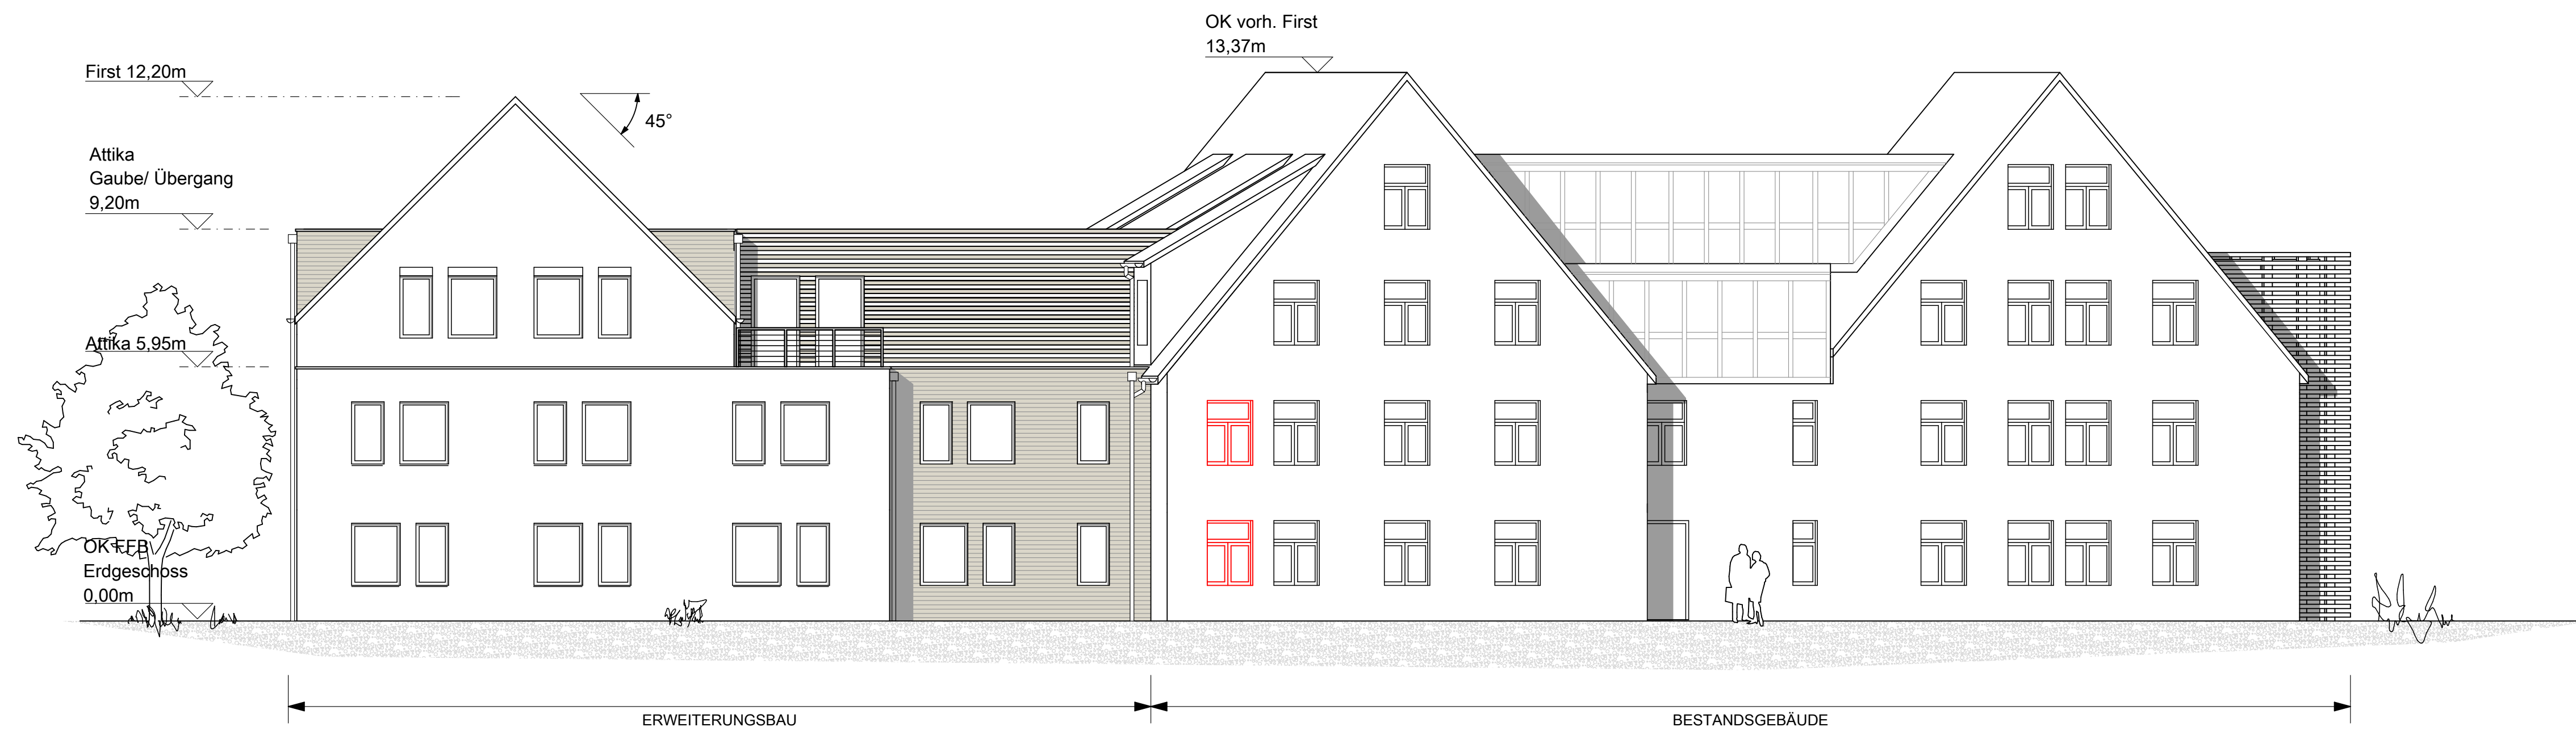 OK vorh. First
13,37m
First 12,20m
45°
Attika
Gaube/ Übergang
9,20m
Attika 5,95m
OK FFB
Erdgeschoss
0,00m
ERWEITERUNGSBAU
BESTANDSGEBÄUDE